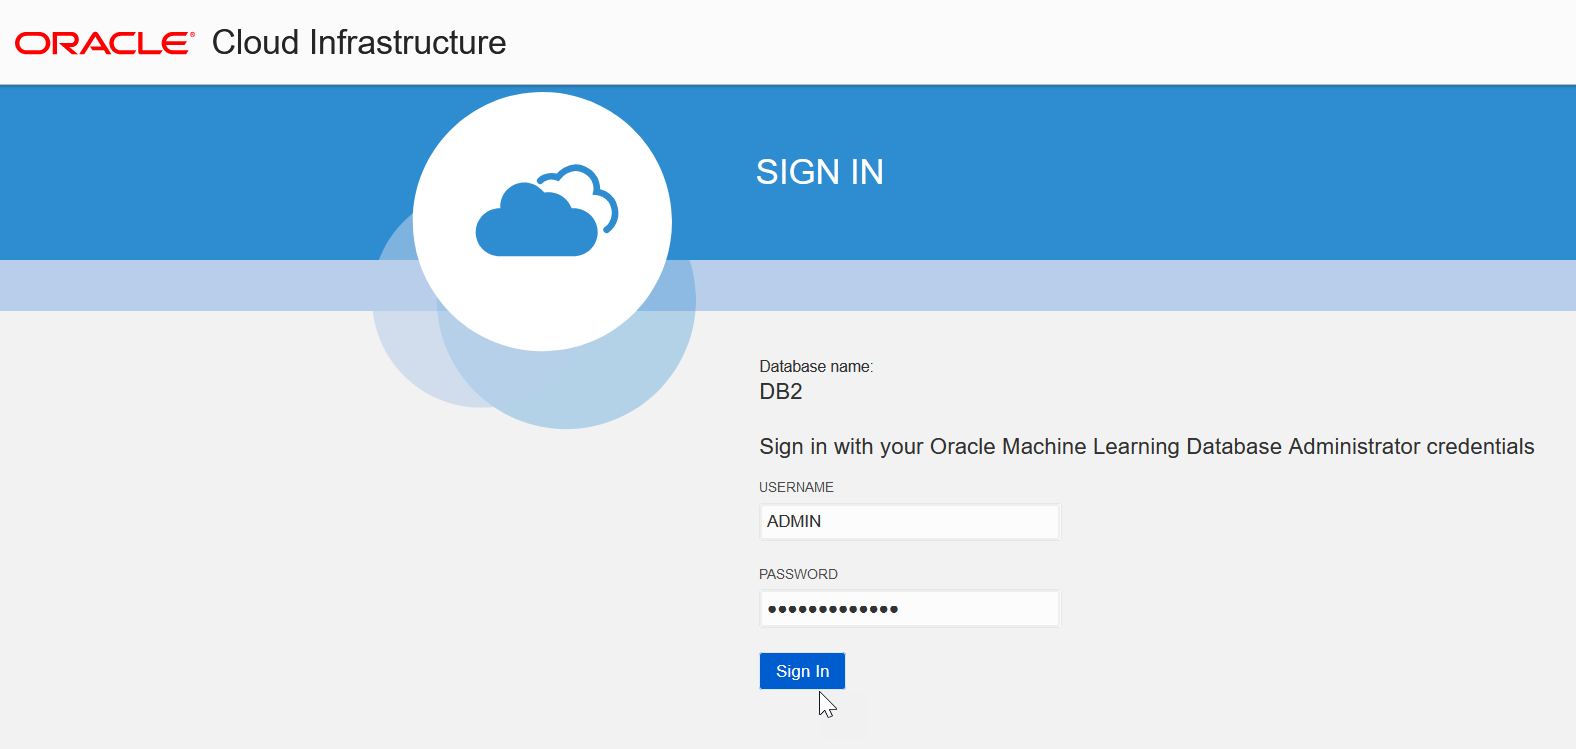 ORACLE® Cloud Infrastructure
SIGN IN
Database name:
DB2
Sign in with your Oracle Machine Learning Database Administrator credentials
USERNAME
ADMIN
PASSWORD
●●●●●●●●●●●●●
Sign In